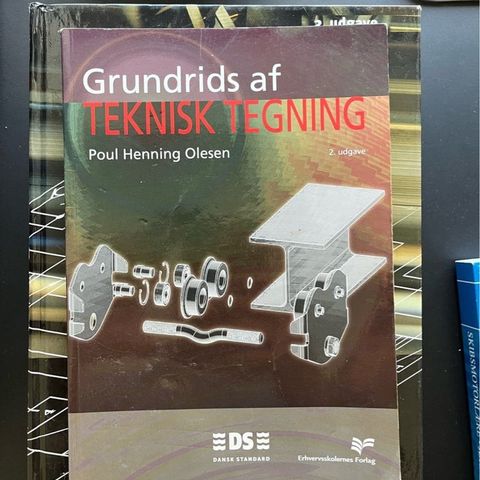 2. udgave
Grundrids af
TEKNISK TEGNING
Poul Henning Olesen
2. udgave
DS
DANSK STANDARD
Erhvervsskolernes Forlag